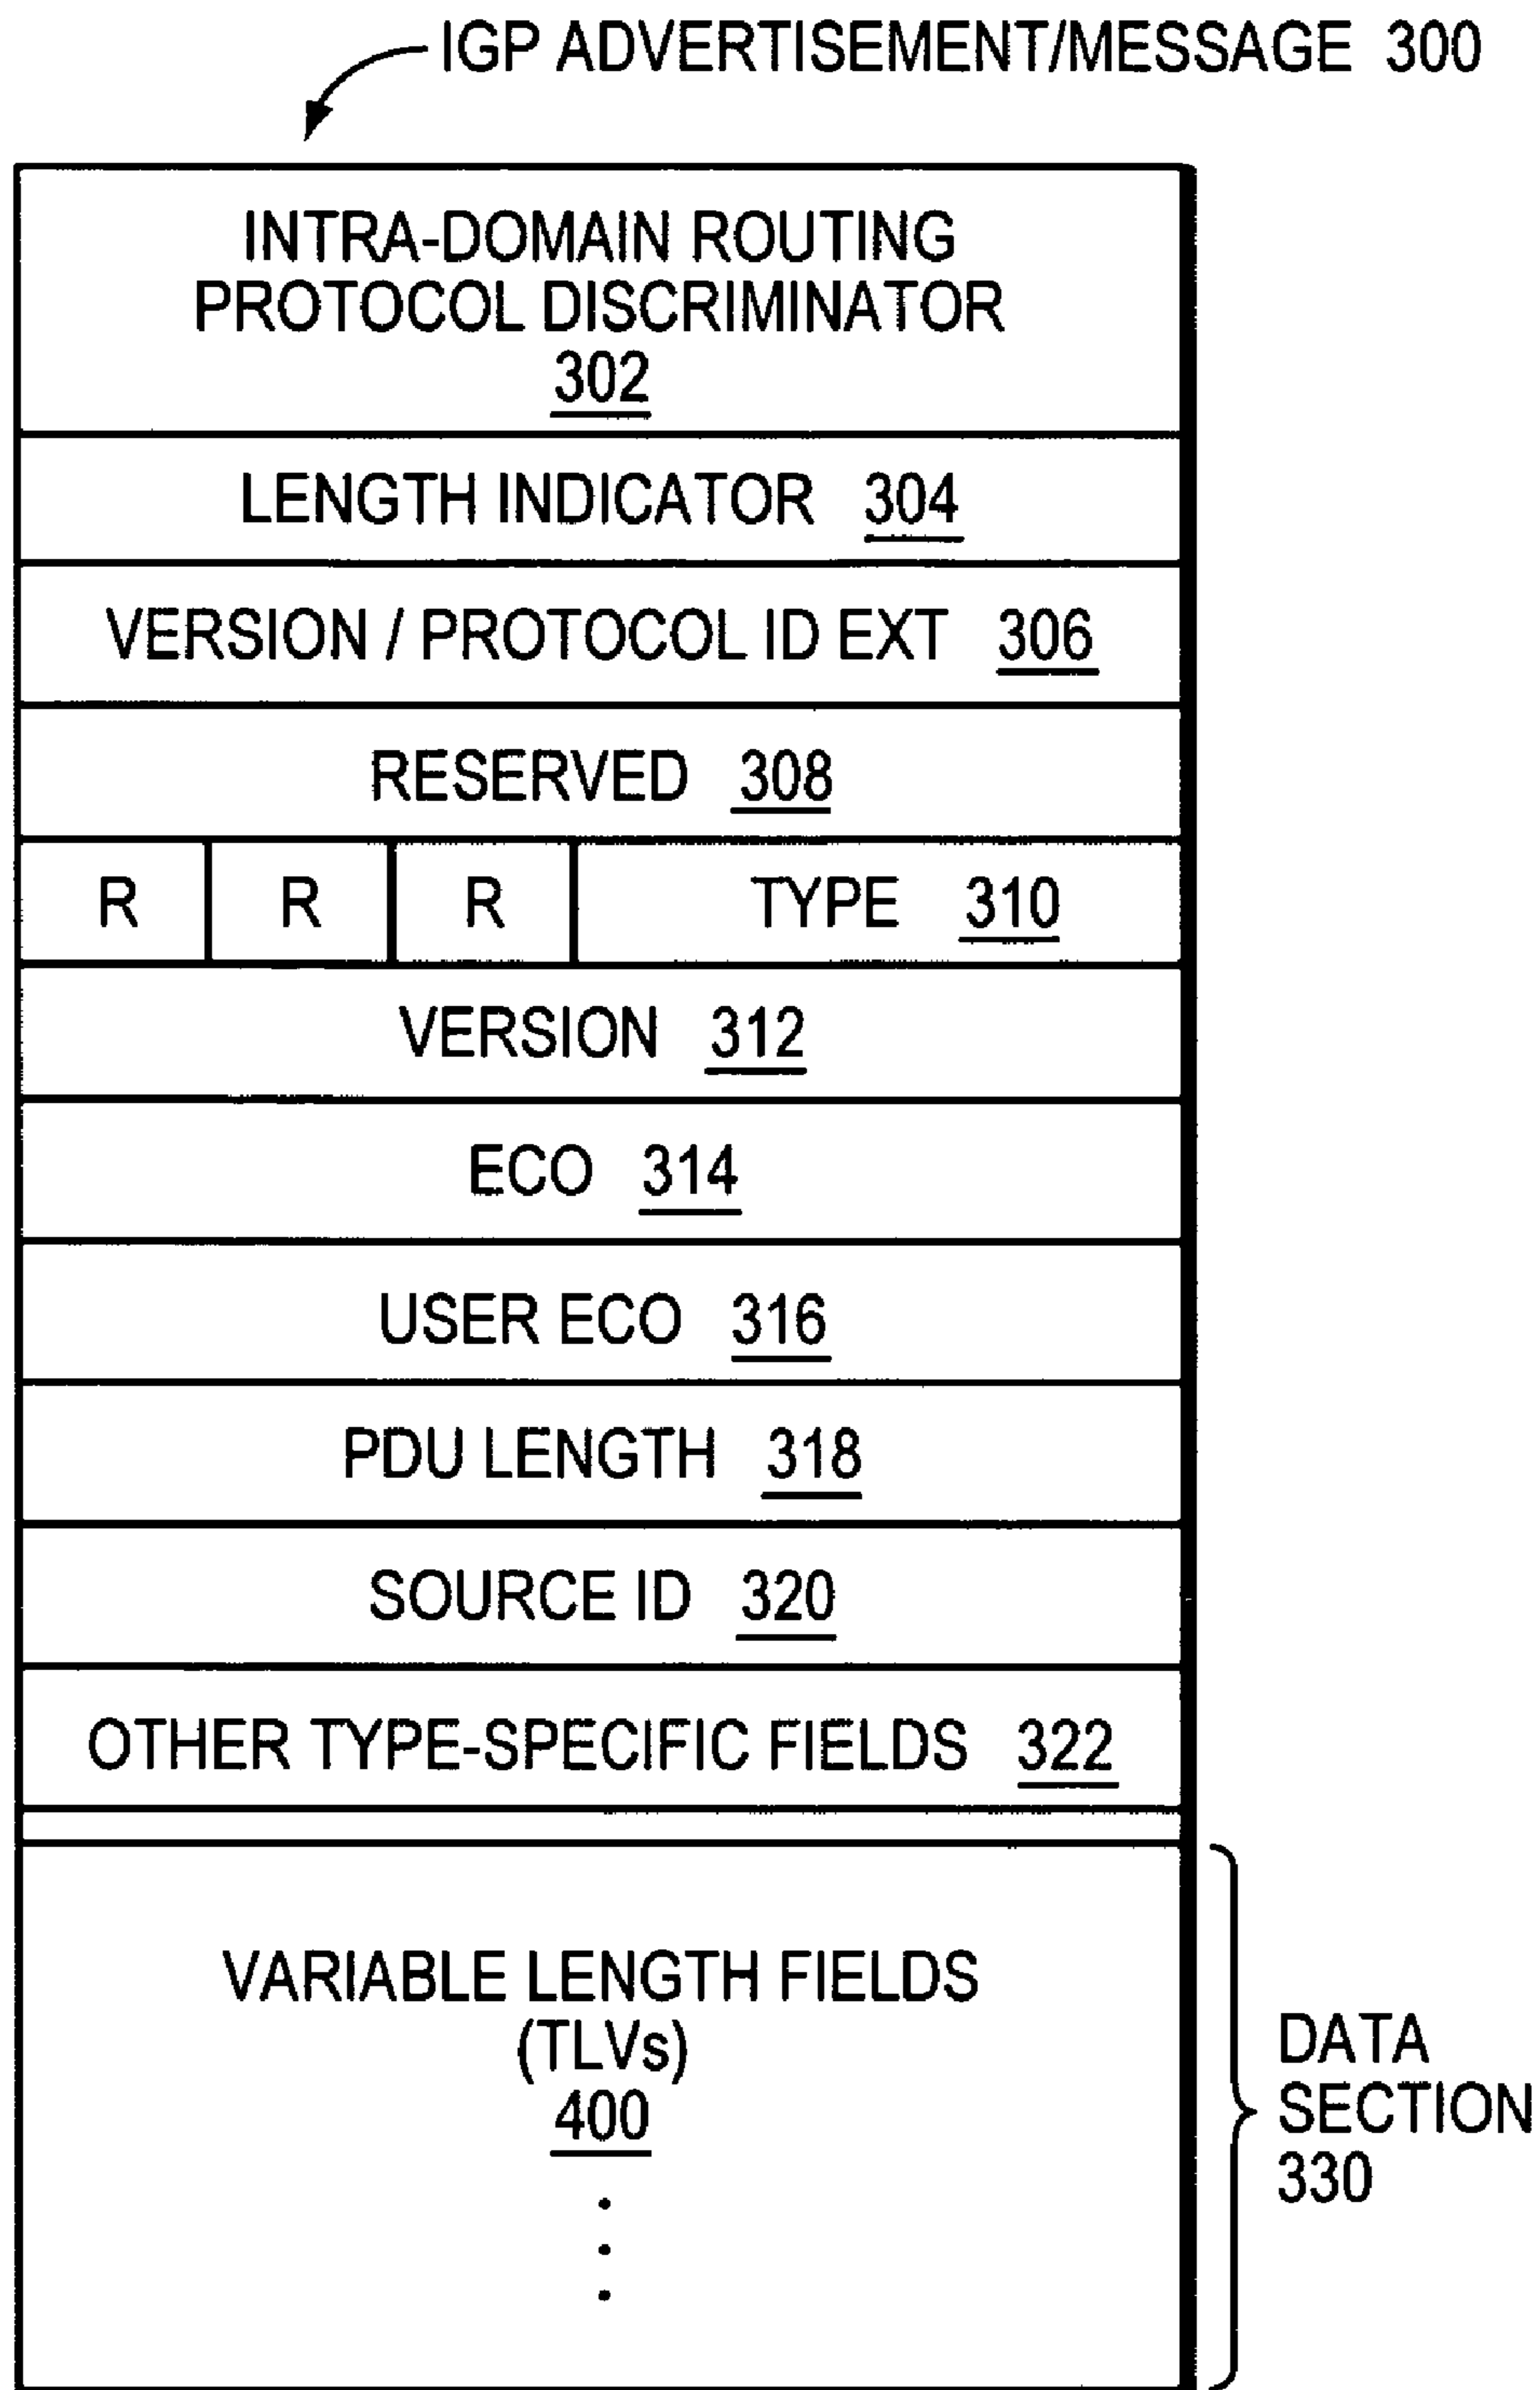 IGP ADVERTISEMENT/MESSAGE 300
INTRA-DOMAIN ROUTING
PROTOCOL DISCRIMINATOR
302
LENGTH INDICATOR 304
VERSION / PROTOCOL ID EXT 306
RESERVED 308
R R R TYPE 310
VERSION 312
ECO 314
USER ECO 316
PDU LENGTH 318
SOURCE ID 320
OTHER TYPE-SPECIFIC FIELDS 322
VARIABLE LENGTH FIELDS
(TLVs)
400
DATA
SECTION
330